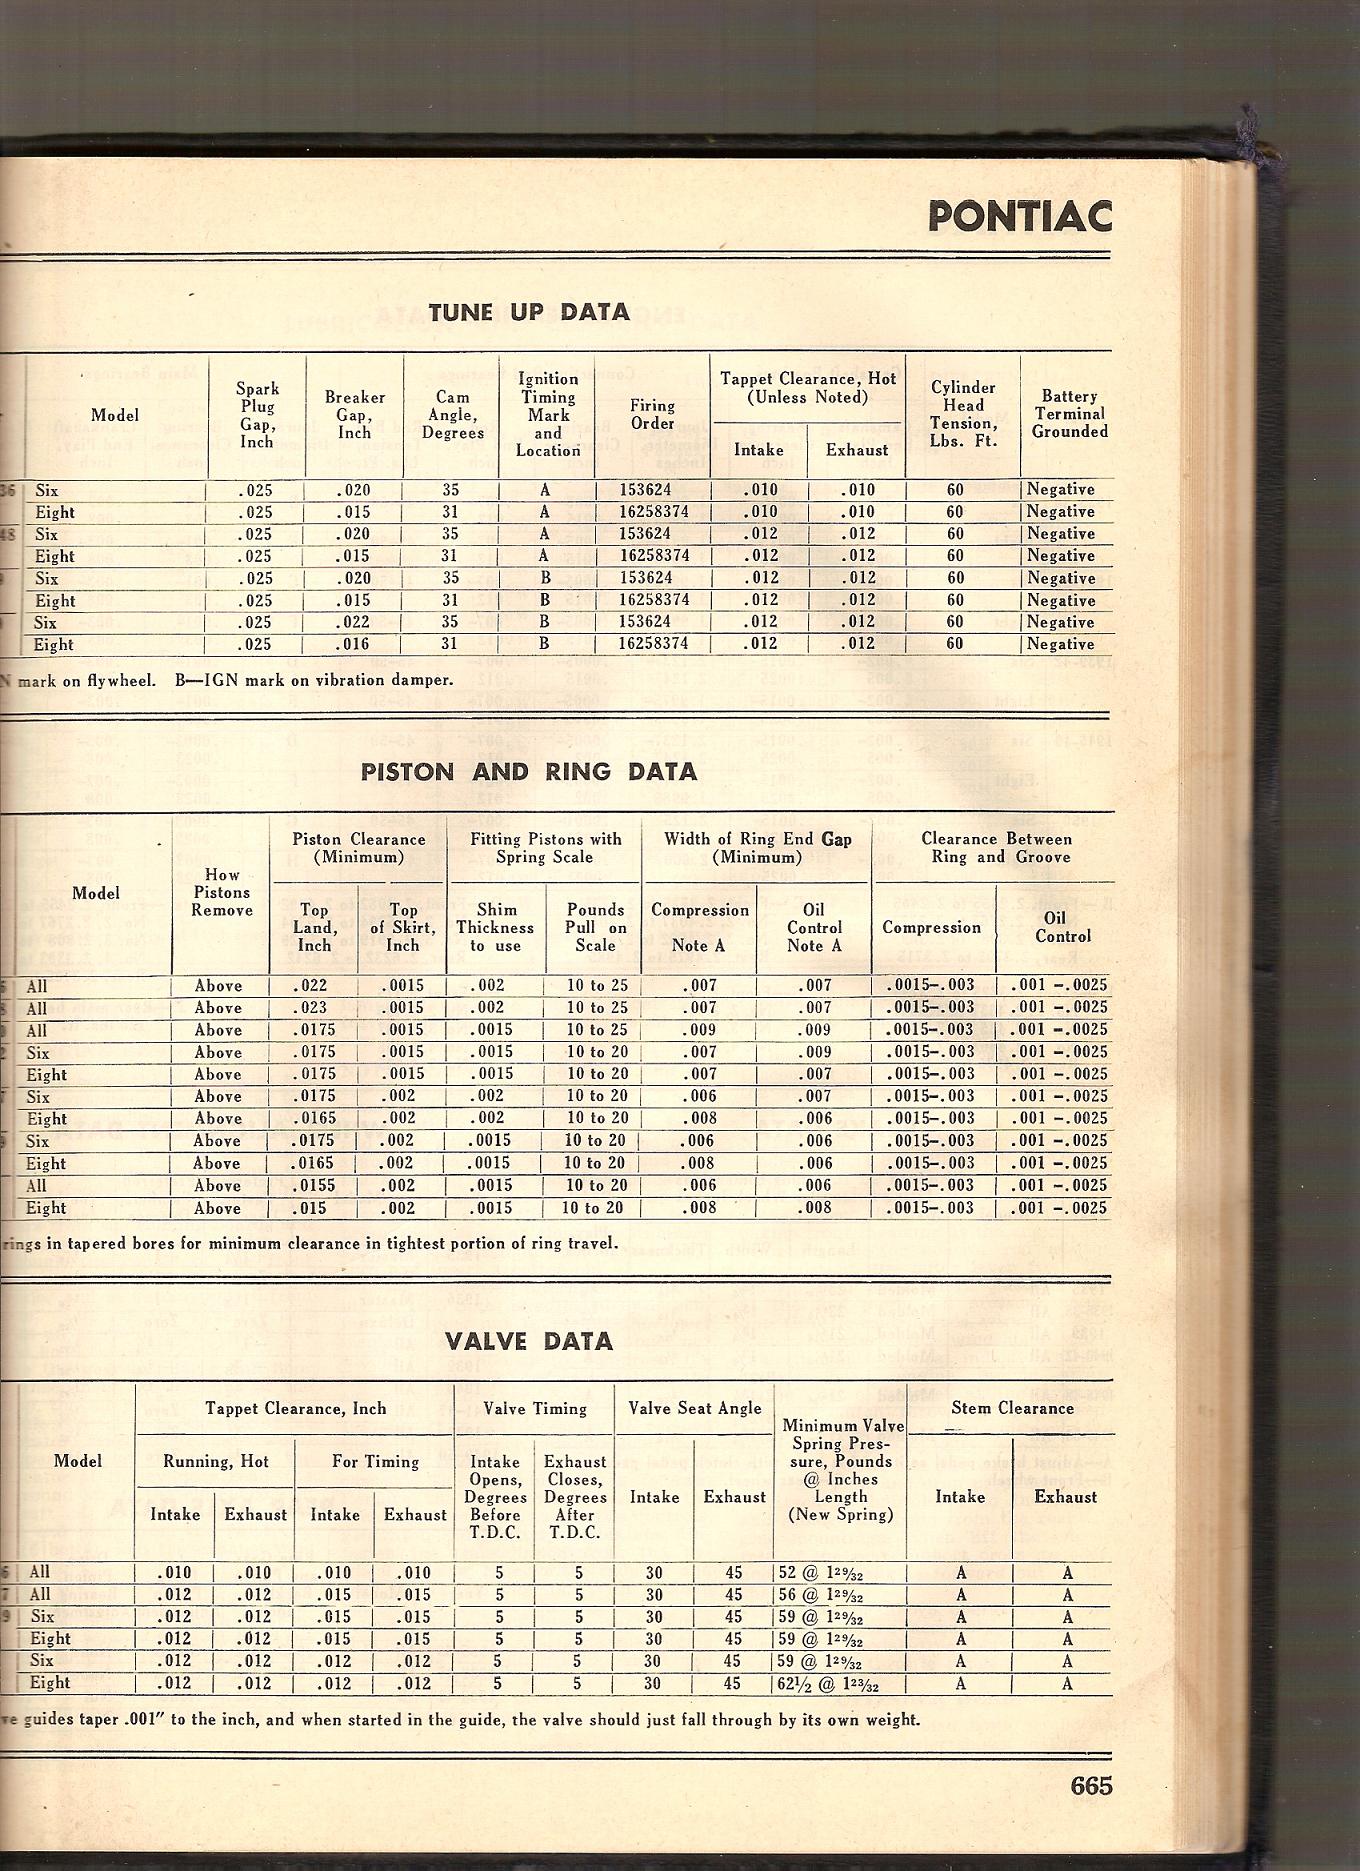 PONTIAC
TUNE UP DATA
Model | Spark Plug Gap, Inch | Breaker Gap, Inch | Cam Angle, Degrees | Ignition Timing Mark and Location | Firing Order | Tappet Clearance, Hot (Unless Noted) Intake | Exhaust | Cylinder Head Tension, Lbs. Ft. | Battery Terminal Grounded
36 Six | .025 | .020 | 35 | A | 153624 | .010 | .010 | 60 | Negative
Eight | .025 | .015 | 31 | A | 16258374 | .010 | .010 | 60 | Negative
48 Six | .025 | .020 | 35 | A | 153624 | .012 | .012 | 60 | Negative
Eight | .025 | .015 | 31 | A | 16258374 | .012 | .012 | 60 | Negative
Six | .025 | .020 | 35 | B | 153624 | .012 | .012 | 60 | Negative
Eight | .025 | .015 | 31 | B | 16258374 | .012 | .012 | 60 | Negative
Six | .025 | .022 | 35 | B | 153624 | .012 | .012 | 60 | Negative
Eight | .025 | .016 | 31 | B | 16258374 | .012 | .012 | 60 | Negative
N mark on flywheel. B—IGN mark on vibration damper.
PISTON AND RING DATA
Model | How Pistons Remove | Piston Clearance (Minimum) Top Land, Inch | Top of Skirt, Inch | Fitting Pistons with Spring Scale Shim Thickness to use | Pounds Pull on Scale | Width of Ring End Gap (Minimum) Compression Note A | Oil Control Note A | Clearance Between Ring and Groove Compression | Oil Control
All | Above | .022 | .0015 | .002 | 10 to 25 | .007 | .007 | .0015–.003 | .001 –.0025
All | Above | .023 | .0015 | .002 | 10 to 25 | .007 | .007 | .0015–.003 | .001 –.0025
All | Above | .0175 | .0015 | .0015 | 10 to 25 | .009 | .009 | .0015–.003 | .001 –.0025
Six | Above | .0175 | .0015 | .0015 | 10 to 20 | .007 | .009 | .0015–.003 | .001 –.0025
Eight | Above | .0175 | .0015 | .0015 | 10 to 20 | .007 | .007 | .0015–.003 | .001 –.0025
Six | Above | .0175 | .002 | .002 | 10 to 20 | .006 | .007 | .0015–.003 | .001 –.0025
Eight | Above | .0165 | .002 | .002 | 10 to 20 | .008 | .006 | .0015–.003 | .001 –.0025
Six | Above | .0175 | .002 | .0015 | 10 to 20 | .006 | .006 | .0015–.003 | .001 –.0025
Eight | Above | .0165 | .002 | .0015 | 10 to 20 | .008 | .006 | .0015–.003 | .001 –.0025
All | Above | .0155 | .002 | .0015 | 10 to 20 | .006 | .006 | .0015–.003 | .001 –.0025
Eight | Above | .015 | .002 | .0015 | 10 to 20 | .008 | .008 | .0015–.003 | .001 –.0025
rings in tapered bores for minimum clearance in tightest portion of ring travel.
VALVE DATA
Model | Tappet Clearance, Inch Running, Hot Intake | Exhaust | For Timing Intake | Exhaust | Valve Timing Intake Opens, Degrees Before T.D.C. | Exhaust Closes, Degrees After T.D.C. | Valve Seat Angle Intake | Exhaust | Minimum Valve Spring Pres-sure, Pounds @ Inches Length (New Spring) | Stem Clearance Intake | Exhaust
6 All | .010 | .010 | .010 | .010 | 5 | 5 | 30 | 45 | 52 @ 1 29/32 | A | A
7 All | .012 | .012 | .015 | .015 | 5 | 5 | 30 | 45 | 56 @ 1 29/32 | A | A
9 Six | .012 | .012 | .015 | .015 | 5 | 5 | 30 | 45 | 59 @ 1 29/32 | A | A
Eight | .012 | .012 | .015 | .015 | 5 | 5 | 30 | 45 | 59 @ 1 29/32 | A | A
Six | .012 | .012 | .012 | .012 | 5 | 5 | 30 | 45 | 59 @ 1 29/32 | A | A
Eight | .012 | .012 | .012 | .012 | 5 | 5 | 30 | 45 | 62½ @ 1 23/32 | A | A
ve guides taper .001″ to the inch, and when started in the guide, the valve should just fall through by its own weight.
665